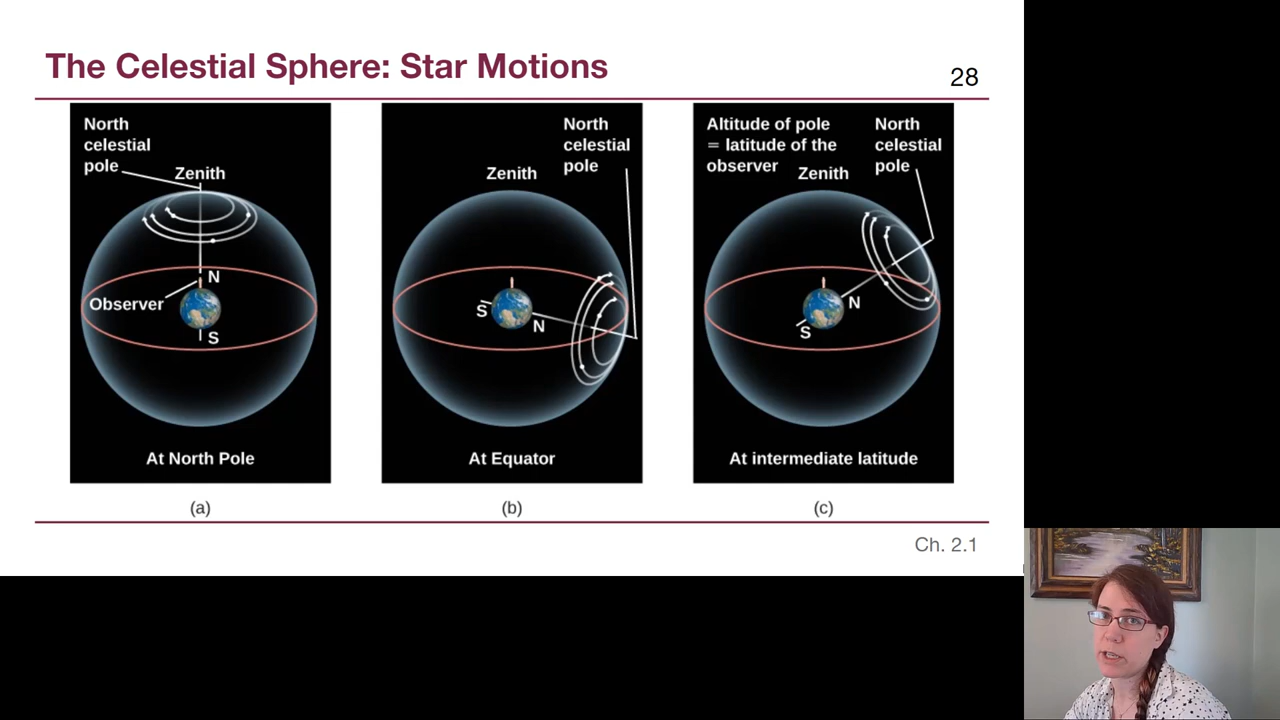 The Celestial Sphere: Star Motions
28
North
celestial
pole
Zenith
N
Observer
S
At North Pole
(a)
North
celestial
pole
Zenith
S
N
At Equator
(b)
Altitude of pole
= latitude of the
observer
North
celestial
pole
Zenith
N
S
At intermediate latitude
(c)
Ch. 2.1